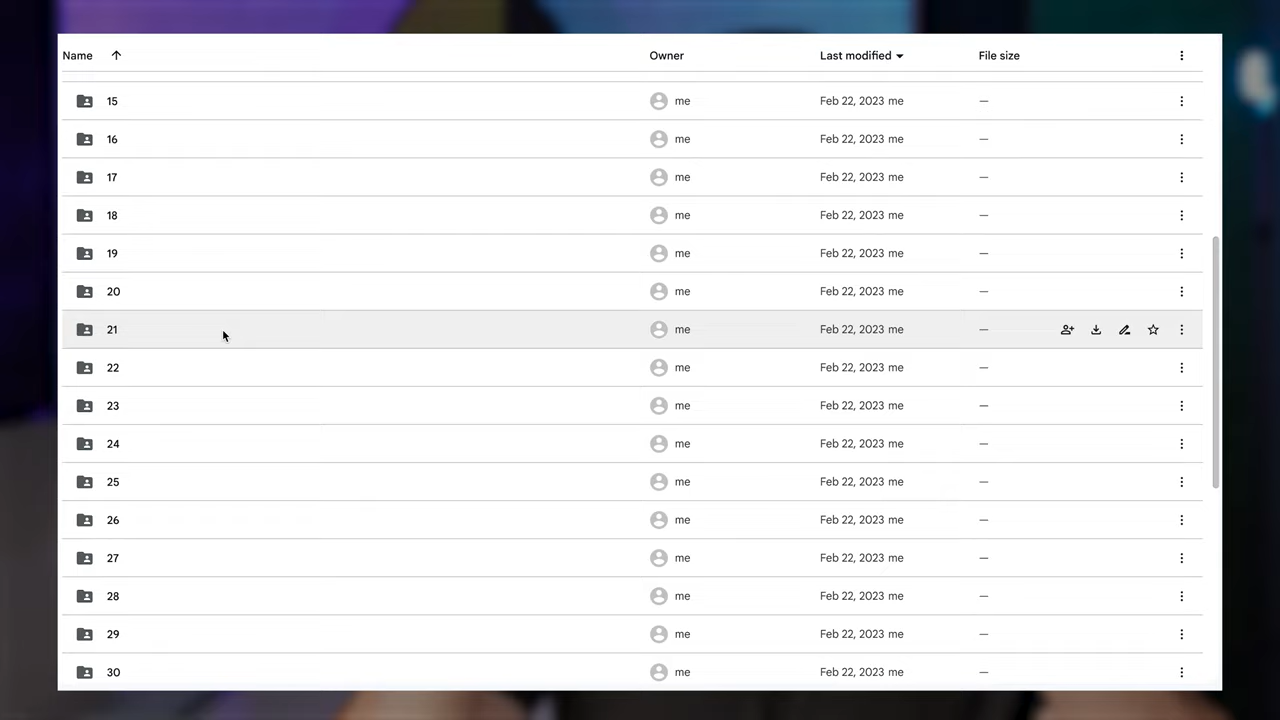 Name Owner Last modified File size
15 me Feb 22, 2023 me —
16 me Feb 22, 2023 me —
17 me Feb 22, 2023 me —
18 me Feb 22, 2023 me —
19 me Feb 22, 2023 me —
20 me Feb 22, 2023 me —
21 me Feb 22, 2023 me —
22 me Feb 22, 2023 me —
23 me Feb 22, 2023 me —
24 me Feb 22, 2023 me —
25 me Feb 22, 2023 me —
26 me Feb 22, 2023 me —
27 me Feb 22, 2023 me —
28 me Feb 22, 2023 me —
29 me Feb 22, 2023 me —
30 me Feb 22, 2023 me —